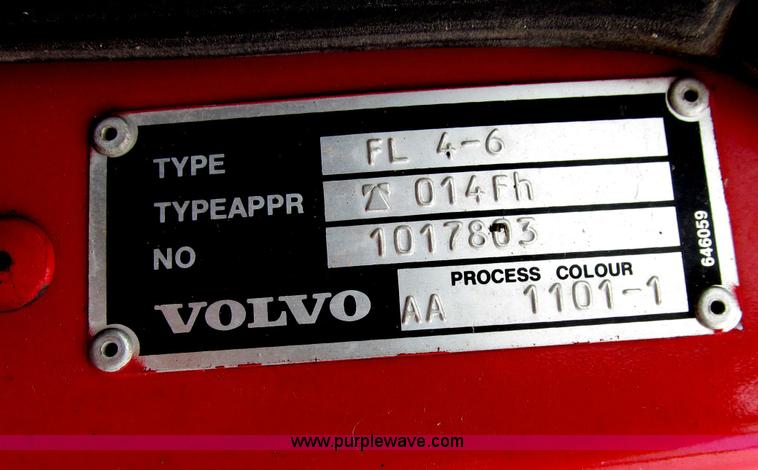 TYPE FL 4-6
TYPEAPPR 014Fh
NO 1017803
PROCESS COLOUR
VOLVO AA 1101-1
646059
www.purplewave.com